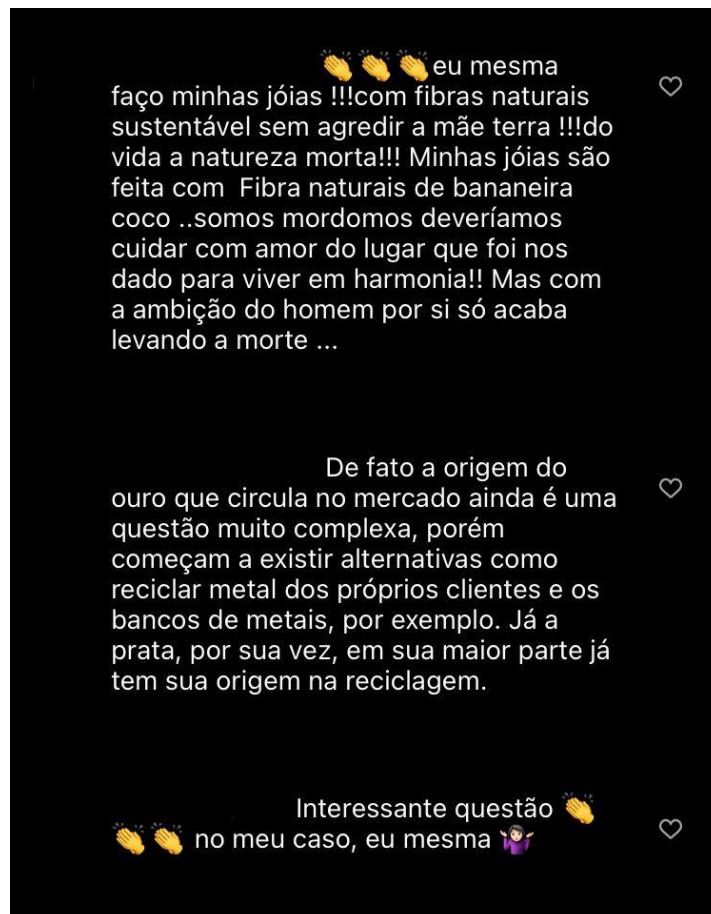 👏👏👏eu mesma
faço minhas jóias !!!com fibras naturais
sustentável sem agredir a mãe terra !!!do
vida a natureza morta!!! Minhas jóias são
feita com  Fibra naturais de bananeira
coco ..somos mordomos deveríamos
cuidar com amor do lugar que foi nos
dado para viver em harmonia!! Mas com
a ambição do homem por si só acaba
levando a morte ...
De fato a origem do
ouro que circula no mercado ainda é uma
questão muito complexa, porém
começam a existir alternativas como
reciclar metal dos próprios clientes e os
bancos de metais, por exemplo. Já a
prata, por sua vez, em sua maior parte já
tem sua origem na reciclagem.
Interessante questão 👏
👏👏 no meu caso, eu mesma 🤷🏻‍♀️